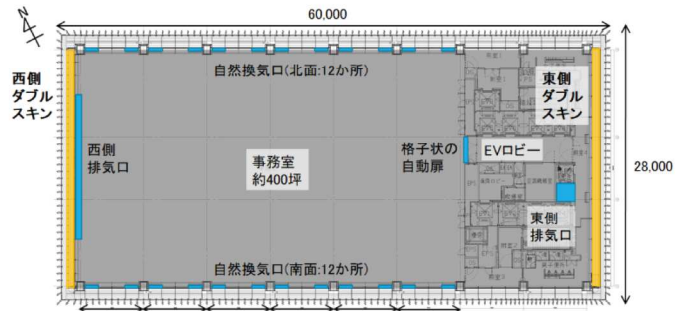 60,000
N
自然換気口(北面:12か所)
西側
ダブル
スキン
東側
ダブル
スキン
西側
排気口
事務室
約400坪
格子状の
自動扉
EVロビー
28,000
東側
排気口
自然換気口(南面:12か所)